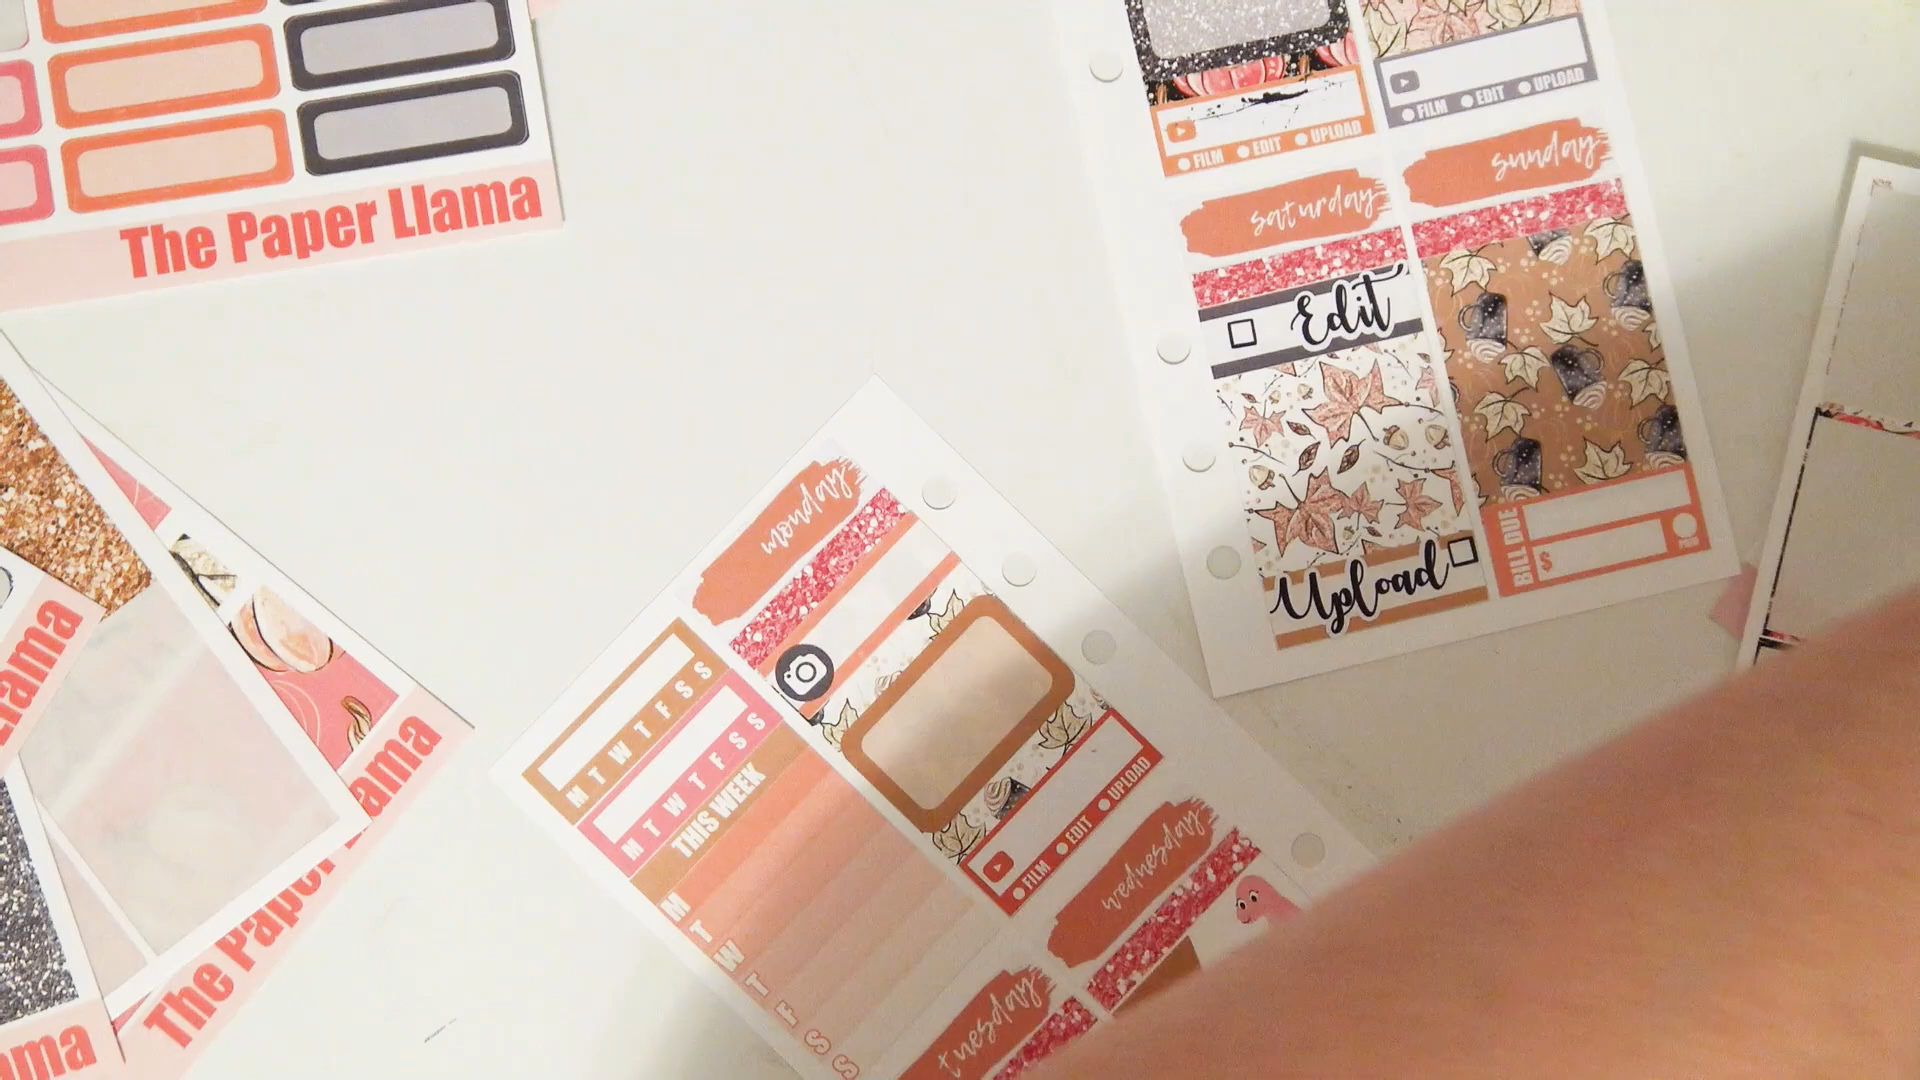 The Paper Llama
FILM EDIT UPLOAD
FILM EDIT UPLOAD
saturday
sunday
Edit
Upload
BILL DUE
$
monday
M T W T F S S
M T W T F S S
THIS WEEK
M
T
W
T
F
S
S
FILM EDIT UPLOAD
wednesday
tuesday
Llama
The Paper Llama
ama